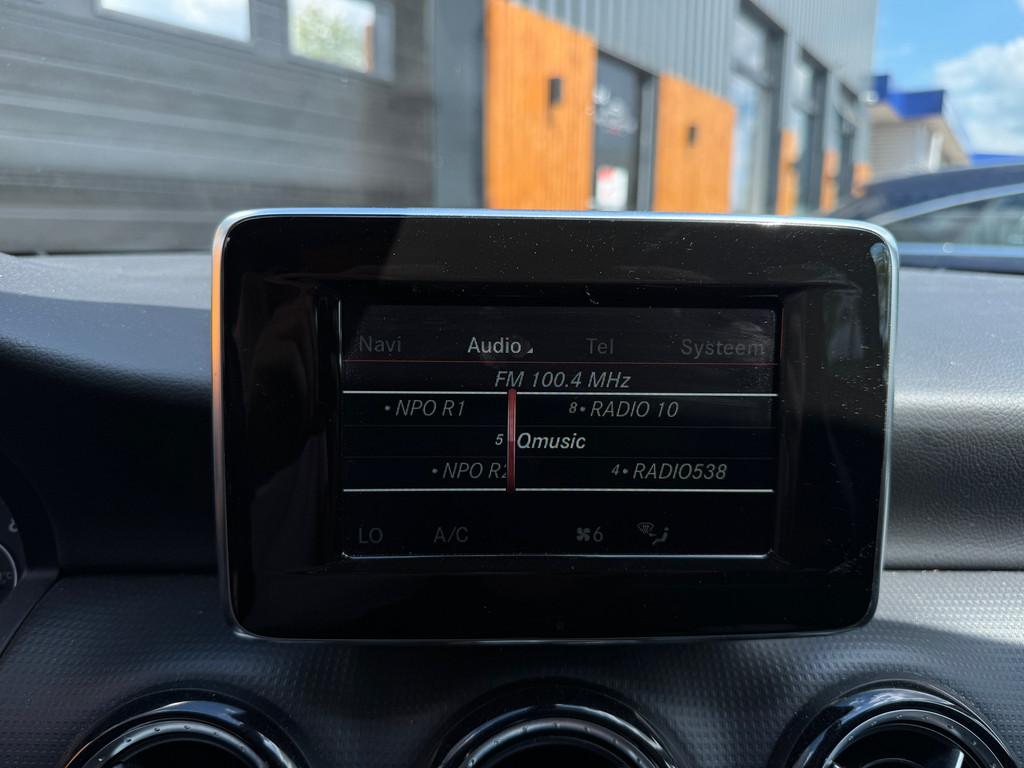 Navi Audio Tel Systeem
FM 100.4 MHz
• NPO R1 8• RADIO 10
5 Qmusic
• NPO R2 4• RADIO538
LO A/C 6